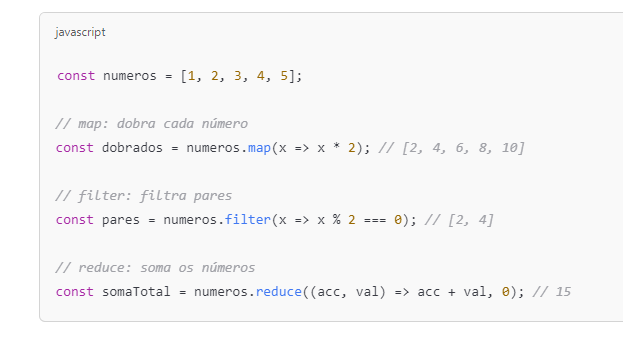 javascript
const numeros = [1, 2, 3, 4, 5];
// map: dobra cada número
const dobrados = numeros.map(x => x * 2); // [2, 4, 6, 8, 10]
// filter: filtra pares
const pares = numeros.filter(x => x % 2 === 0); // [2, 4]
// reduce: soma os números
const somaTotal = numeros.reduce((acc, val) => acc + val, 0); // 15